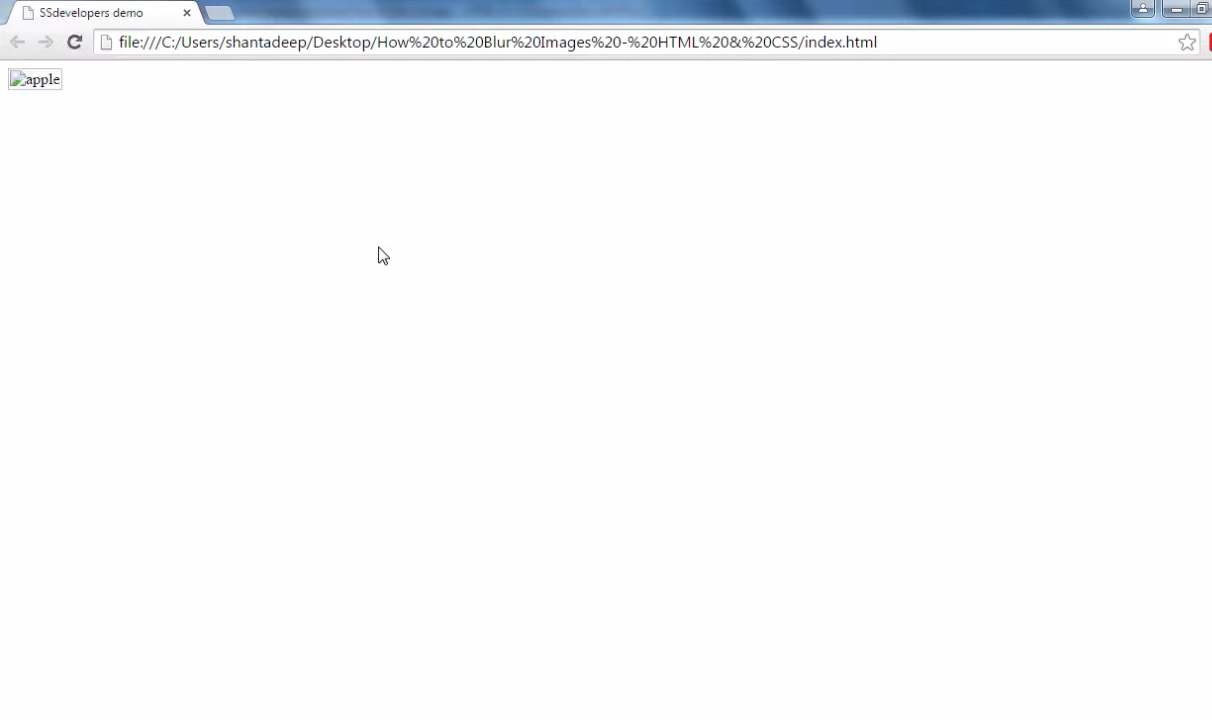 SSdevelopers demo
file:///C:/Users/shantadeep/Desktop/How%20to%20Blur%20Images%20-%20HTML%20&%20CSS/index.html
apple